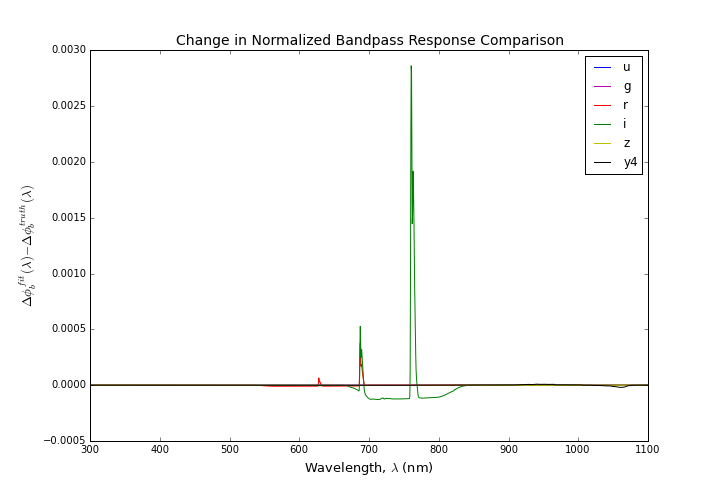 Change in Normalized Bandpass Response Comparison
0.0030
0.0025
0.0020
0.0015
0.0010
0.0005
0.0000
−0.0005
Δϕ_b^{fit}(λ)−Δϕ_b^{truth}(λ)
u
g
r
i
z
y4
300 400 500 600 700 800 900 1000 1100
Wavelength, λ (nm)